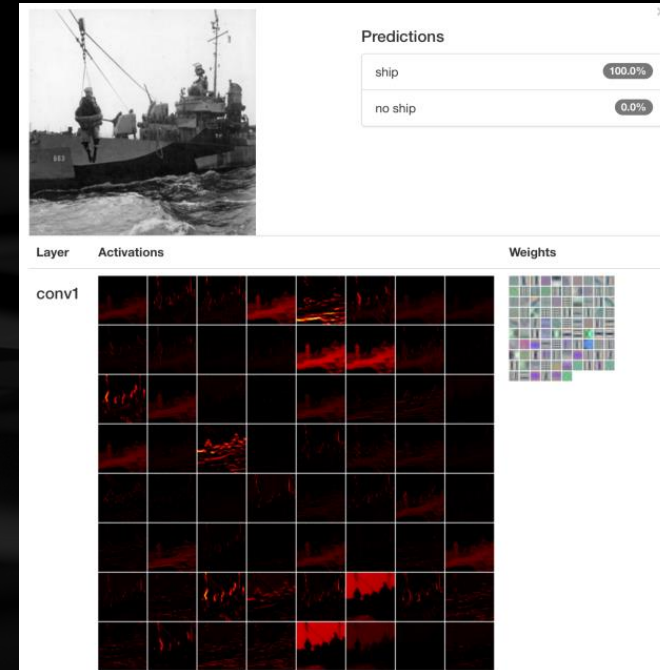 Predictions
ship 100.0%
no ship 0.0%
Layer Activations Weights
conv1